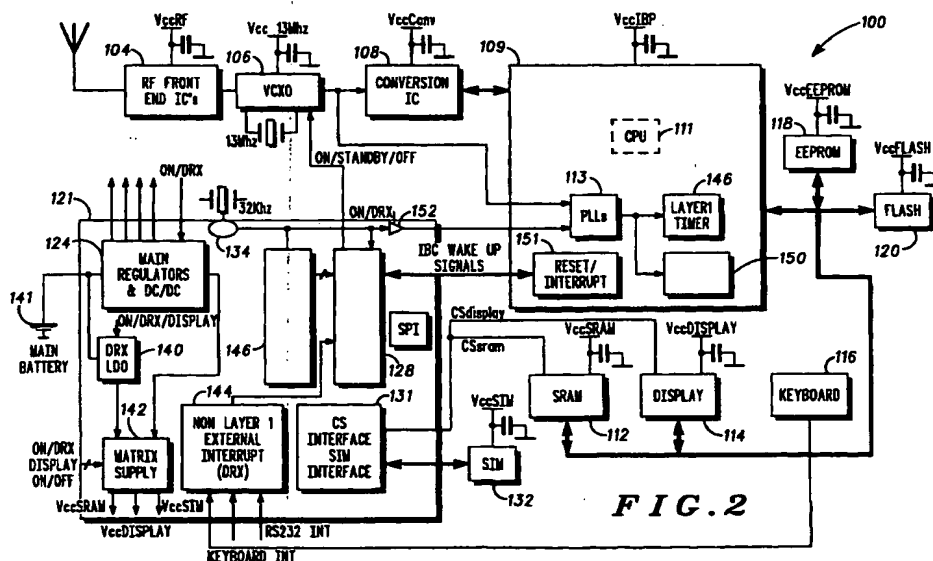 VccRF
Vcc_13Mhz
VccConv
VccIBP
100
104
106
108
109
RF FRONT
END IC's
VCXO
CONVERSION
IC
CPU
111
VccEEPROM
118
EEPROM
VccFLASH
FLASH
120
13Mhz
ON/STANDBY/OFF
ON/DRX
121
32Khz
134
ON/DRX
152
113
PLLs
146
LAYER1
TIMER
124
MAIN
REGULATORS
& DC/DC
IBC WAKE UP
SIGNALS
151
RESET/
INTERRUPT
150
141
MAIN
BATTERY
ON/DRX/DISPLAY
DRX
LDO
140
146
SPI
128
CSdisplay
CSsram
VccSRAM
VccDISPLAY
116
KEYBOARD
144
131
142
NON LAYER 1
EXTERNAL
INTERRUPT
(DRX)
CS
INTERFACE
SIM
INTERFACE
VccSIM
SRAM
112
DISPLAY
114
ON/DRX
DISPLAY
ON/OFF
MATRIX
SUPPLY
SIM
132
VccSRAM
VccSIM
VccDISPLAY
RS232 INT
KEYBOARD INT
FIG.2